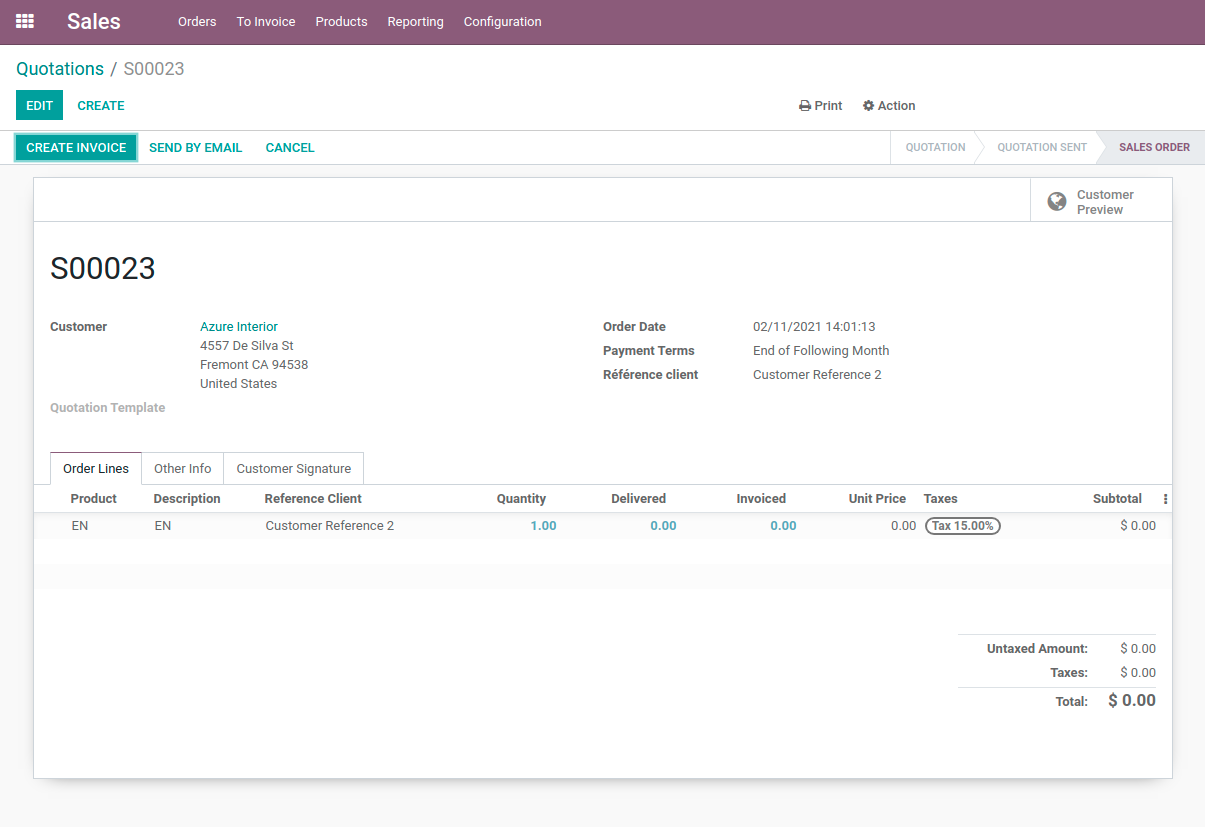 Sales Orders To Invoice Products Reporting Configuration
Quotations / S00023
EDIT CREATE Print Action
CREATE INVOICE SEND BY EMAIL CANCEL QUOTATION QUOTATION SENT SALES ORDER
Customer
Preview
S00023
Customer Azure Interior Order Date 02/11/2021 14:01:13
4557 De Silva St
Payment Terms End of Following Month
Fremont CA 94538
Référence client Customer Reference 2
United States
Quotation Template
Order Lines Other Info Customer Signature
Product Description Reference Client Quantity Delivered Invoiced Unit Price Taxes Subtotal
EN EN Customer Reference 2 1.00 0.00 0.00 0.00 Tax 15.00% $ 0.00
Untaxed Amount: $ 0.00
Taxes: $ 0.00
Total: $ 0.00